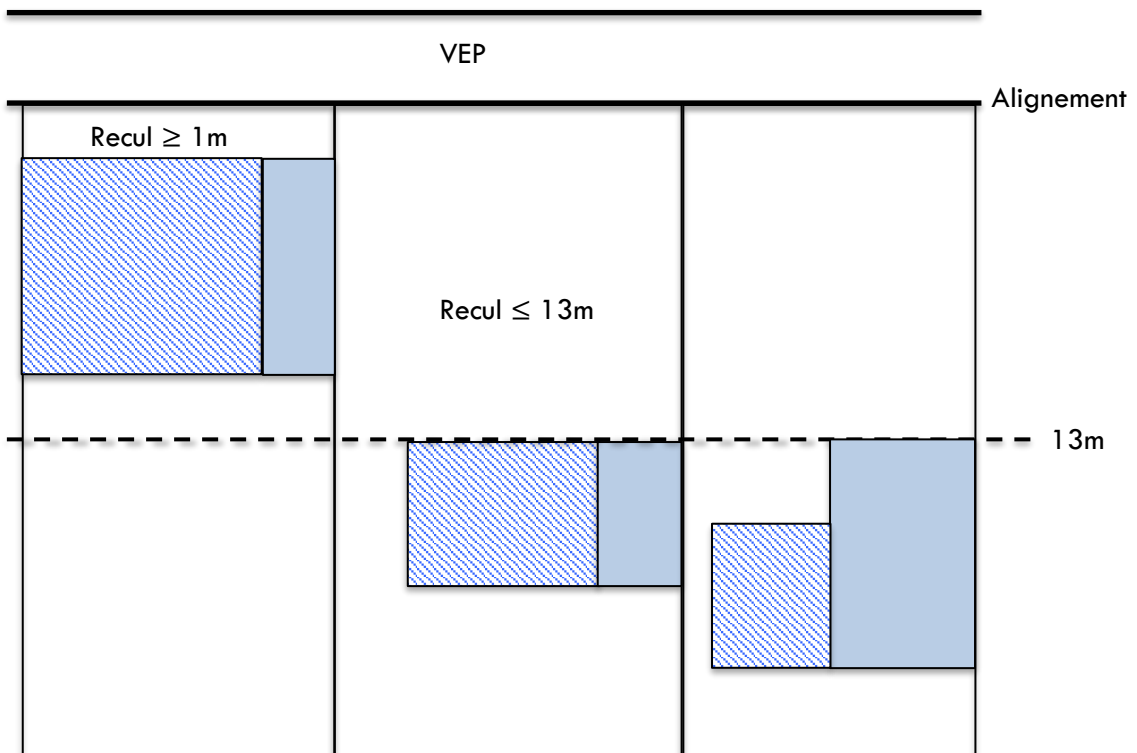 VEP
Alignement
Recul ≥ 1m
Recul ≤ 13m
13m